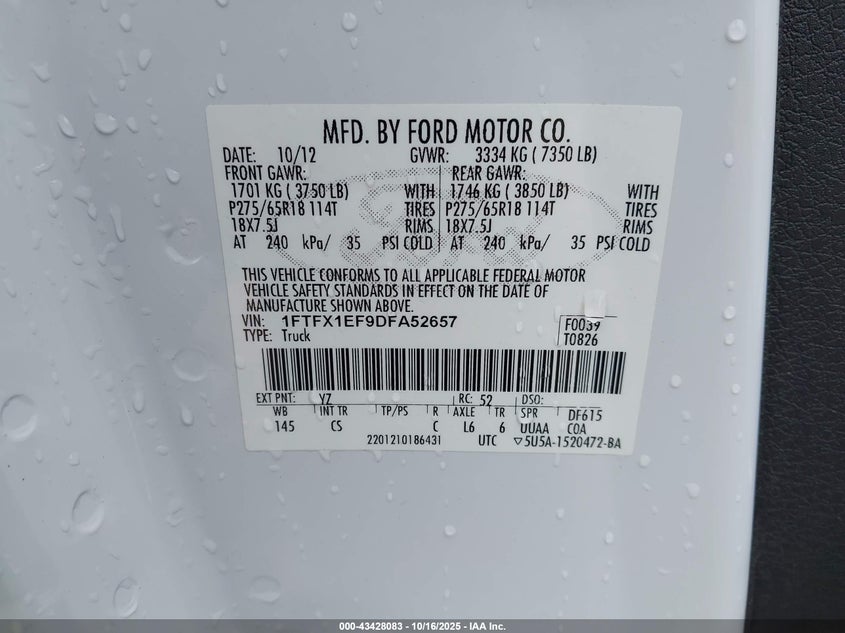 MFD. BY FORD MOTOR CO.
DATE: 10/12 GVWR: 3334 KG ( 7350 LB)
FRONT GAWR: REAR GAWR:
1701 KG ( 3750 LB) WITH 1746 KG ( 3850 LB) WITH
P275/65R18 114T TIRES P275/65R18 114T TIRES
18X7.5J RIMS 18X7.5J RIMS
AT 240 kPa/ 35 PSI COLD AT 240 kPa/ 35 PSI COLD
THIS VEHICLE CONFORMS TO ALL APPLICABLE FEDERAL MOTOR
VEHICLE SAFETY STANDARDS IN EFFECT ON THE DATE OF
MANUFACTURE SHOWN ABOVE.
VIN: 1FTFX1EF9DFA52657 F0039
TYPE: Truck T0826
EXT PNT: YZ RC: 52 DSO:
WB INT TR TP/PS R AXLE TR SPR DF615
145 CS C L6 6 UUAA COA
2201210186431 UTC ▽5U5A-1520472-BA
000-43428083 - 10/16/2025 - IAA Inc.